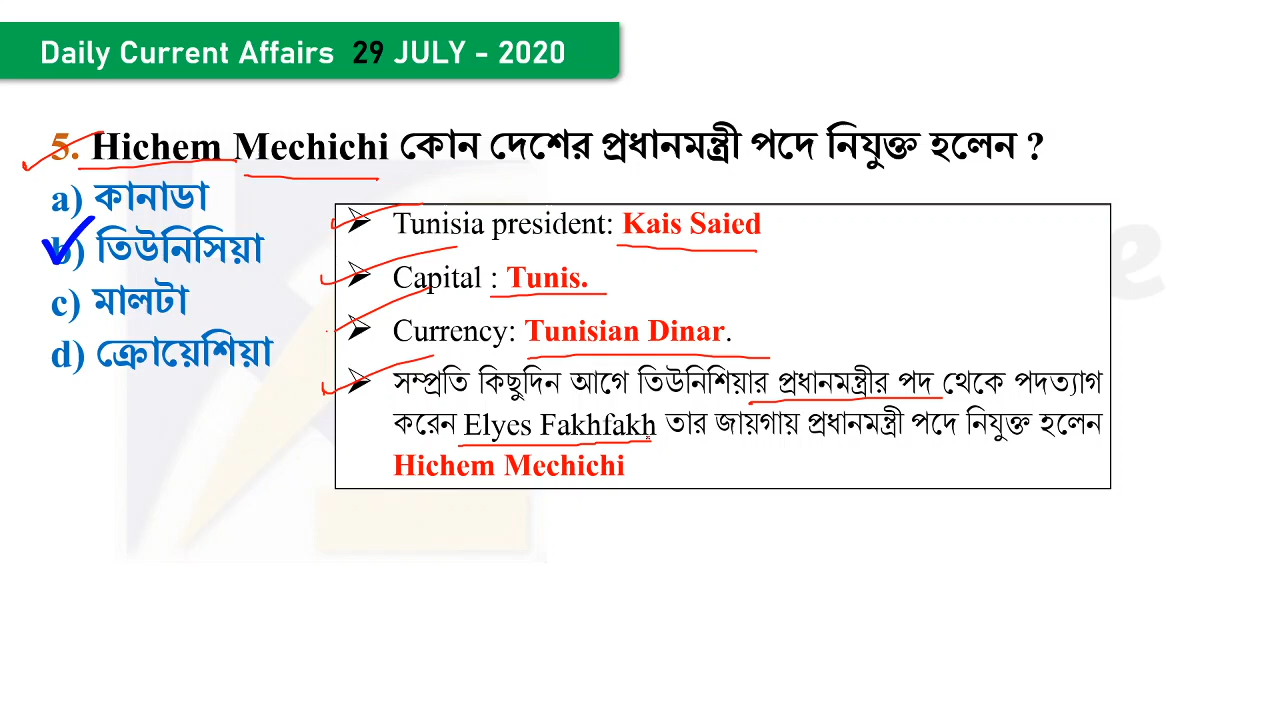 Daily Current Affairs 29 JULY - 2020
5. Hichem Mechichi কোন দেশের প্রধানমন্ত্রী পদে নিযুক্ত হলেন ?
a) কানাডা
b) তিউনিসিয়া
c) মালটা
d) ক্রোয়েশিয়া
➢ Tunisia president: Kais Saied
➢ Capital : Tunis.
➢ Currency: Tunisian Dinar.
➢ সম্প্রতি কিছুদিন আগে তিউনিশিয়ার প্রধানমন্ত্রীর পদ থেকে পদত্যাগ
করেন Elyes Fakhfakh তার জায়গায় প্রধানমন্ত্রী পদে নিযুক্ত হলেন
Hichem Mechichi